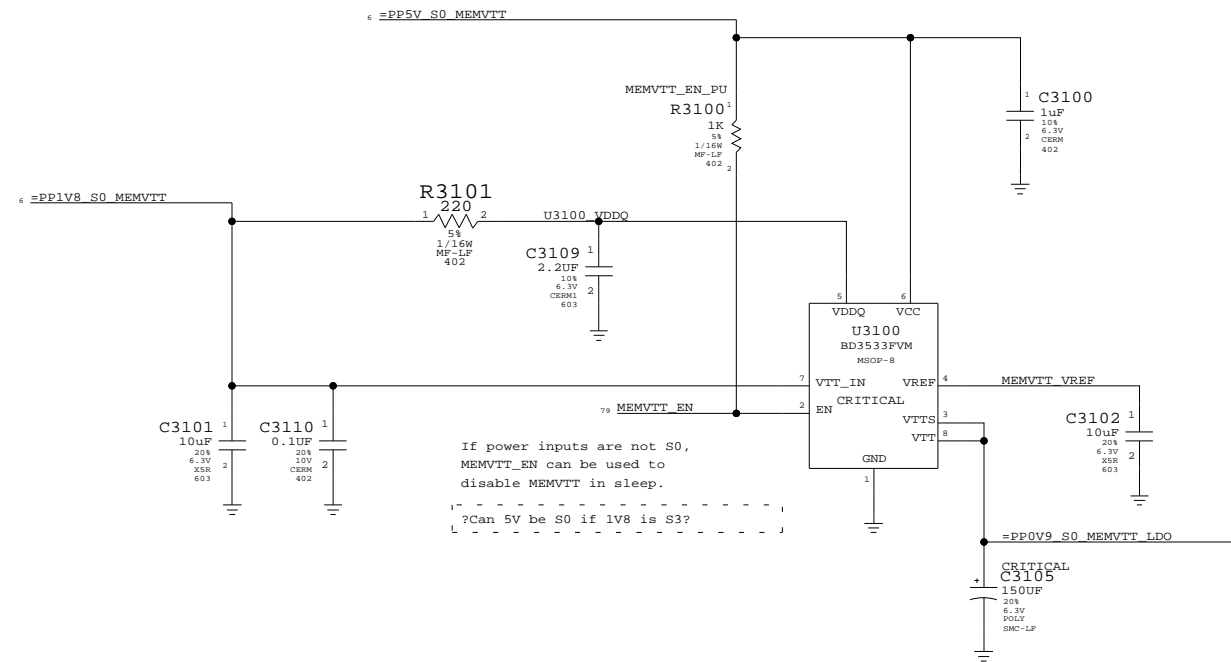 6 =PP5V_S0_MEMVTT
MEMVTT_EN_PU
R3100
1
1K
5%
1/16W
MF-LF
402
2
1
C3100
1uF
10%
6.3V
CERM
402
2
6 =PP1V8_S0_MEMVTT
R3101
220
1
2
5%
1/16W
MF-LF
402
U3100_VDDQ
C3109
1
2.2UF
10%
6.3V
CERM1
603
2
5
6
VDDQ
VCC
U3100
BD3533FVM
MSOP-8
7
VTT_IN
VREF
4
MEMVTT_VREF
CRITICAL
79 MEMVTT_EN
2
EN
VTTS
3
VTT
8
GND
1
C3101
1
10uF
20%
6.3V
X5R
603
2
C3110
1
0.1UF
20%
10V
CERM
402
2
C3102
1
10uF
20%
6.3V
X5R
603
2
If power inputs are not S0,
MEMVTT_EN can be used to
disable MEMVTT in sleep.
?Can 5V be S0 if 1V8 is S3?
=PP0V9_S0_MEMVTT_LDO
CRITICAL
C3105
+
150UF
20%
6.3V
POLY
SMC-LF